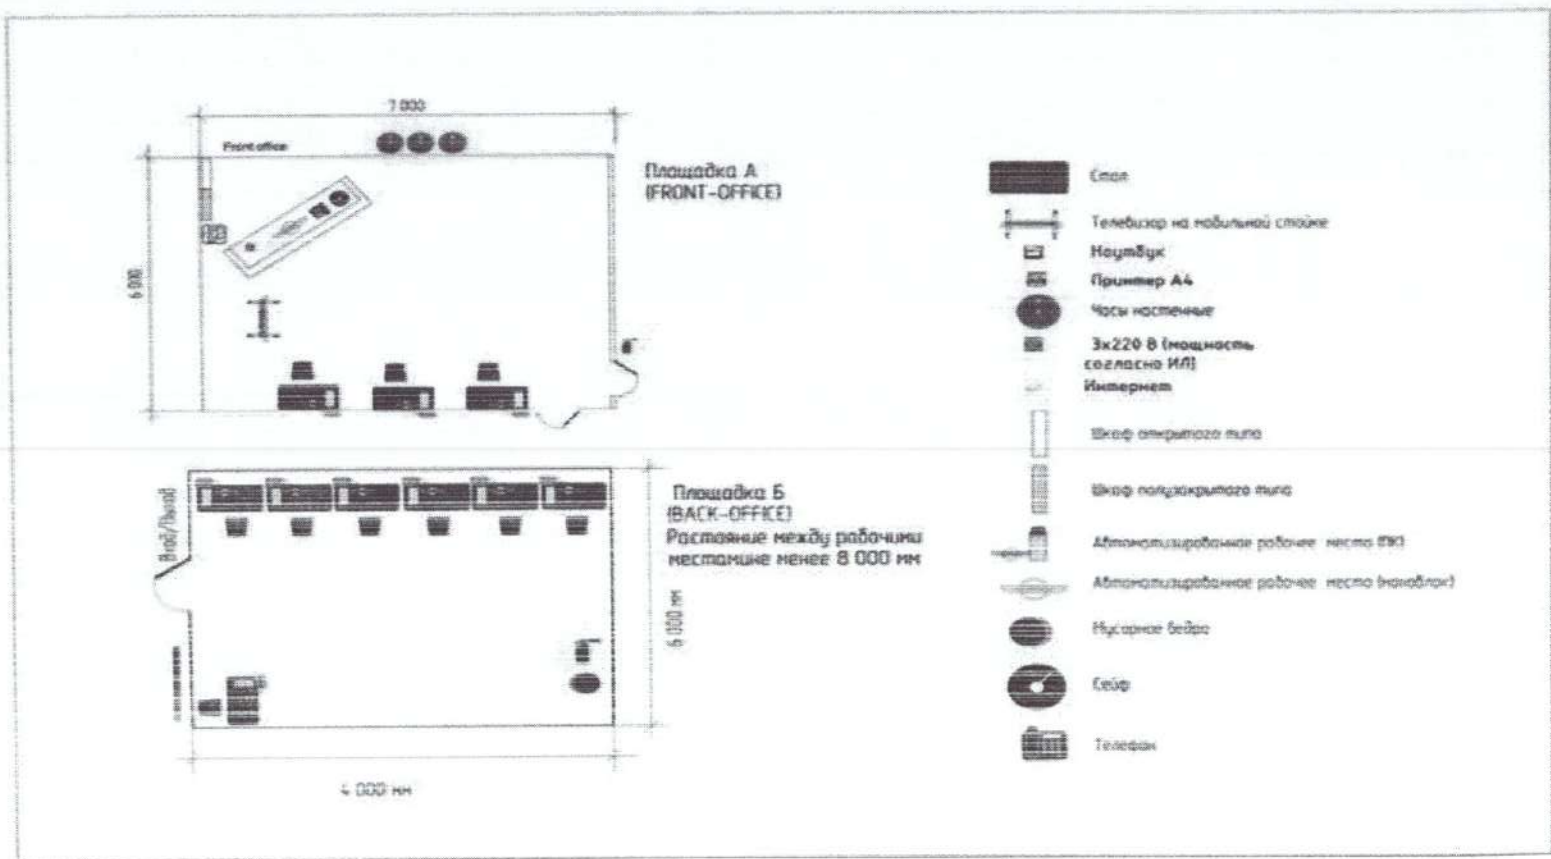 7 000
Front office
Площадка А
(FRONT-OFFICE)
6 000
Площадка Б
(BACK-OFFICE)
Растояние между рабочими
местамине менее 8 000 мм
Вход/Выход
6 000 мм
4 000 мм
Стол
Телевизор на мобильной стойке
Ноутбук
Принтер А4
Часы настенные
3х220 В (мощность
согласно ИЛ)
Интернет
Шкаф открытого типа
Шкаф полузакрытого типа
Автоматизированное рабочее место (ПК)
Автоматизированное рабочее место (моноблок)
Мусорное ведро
Сейф
Телефон